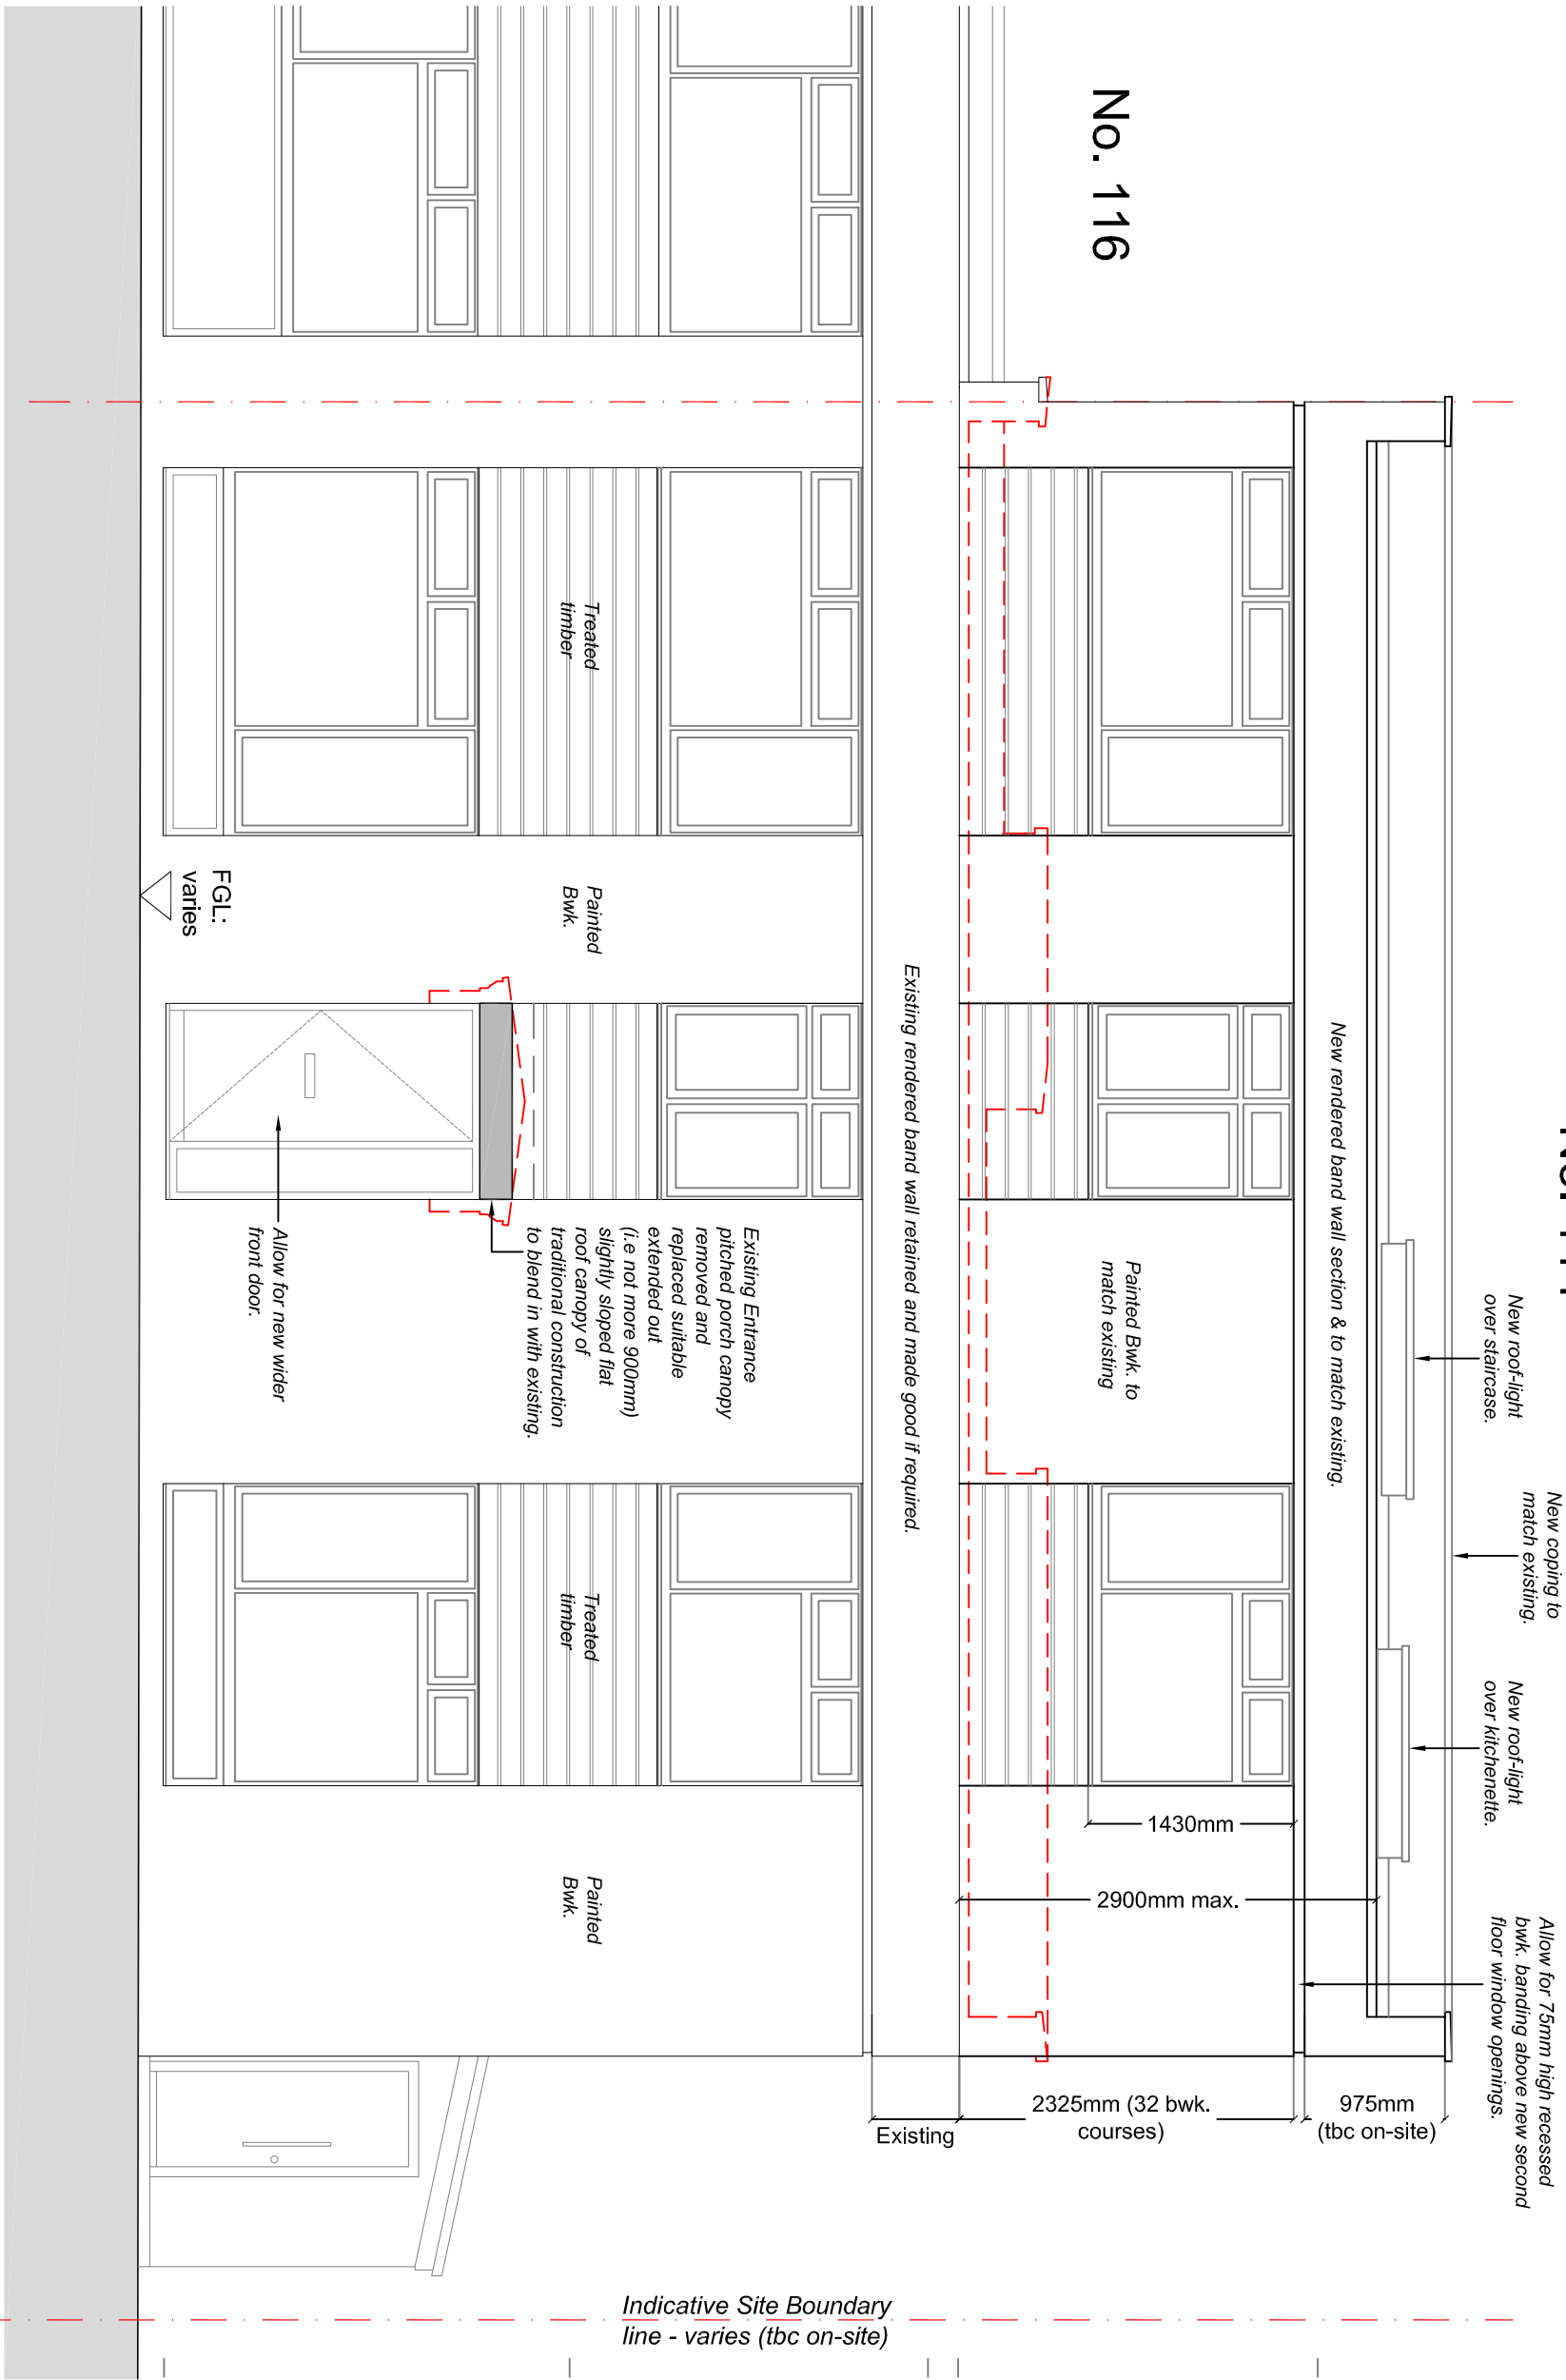 No. 116
New roof-light
over staircase.
New coping to
match existing.
New roof-light
over kitchenette.
Allow for 75mm high recessed
bwk. banding above new second
floor window openings.
New rendered band wall section & to match existing.
975mm
(tbc on-site)
Painted Bwk. to
match existing
1430mm
2900mm max.
2325mm (32 bwk.
courses)
Existing rendered band wall retained and made good if required.
Existing
Treated
timber
Painted
Bwk.
Existing Entrance
pitched porch canopy
removed and
replaced suitable
extended out
(i.e not more 900mm)
slightly sloped flat
roof canopy of
traditional construction
to blend in with existing.
Treated
timber
Painted
Bwk.
Indicative Site Boundary
line - varies (tbc on-site)
Allow for new wider
front door.
FGL:
varies